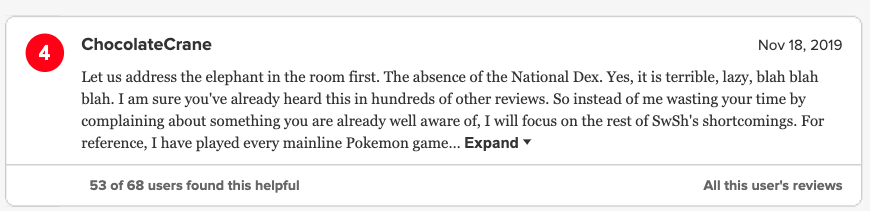 4
ChocolateCrane
Nov 18, 2019
Let us address the elephant in the room first. The absence of the National Dex. Yes, it is terrible, lazy, blah blah
blah. I am sure you've already heard this in hundreds of other reviews. So instead of me wasting your time by
complaining about something you are already well aware of, I will focus on the rest of SwSh's shortcomings. For
reference, I have played every mainline Pokemon game... Expand
53 of 68 users found this helpful
All this user's reviews